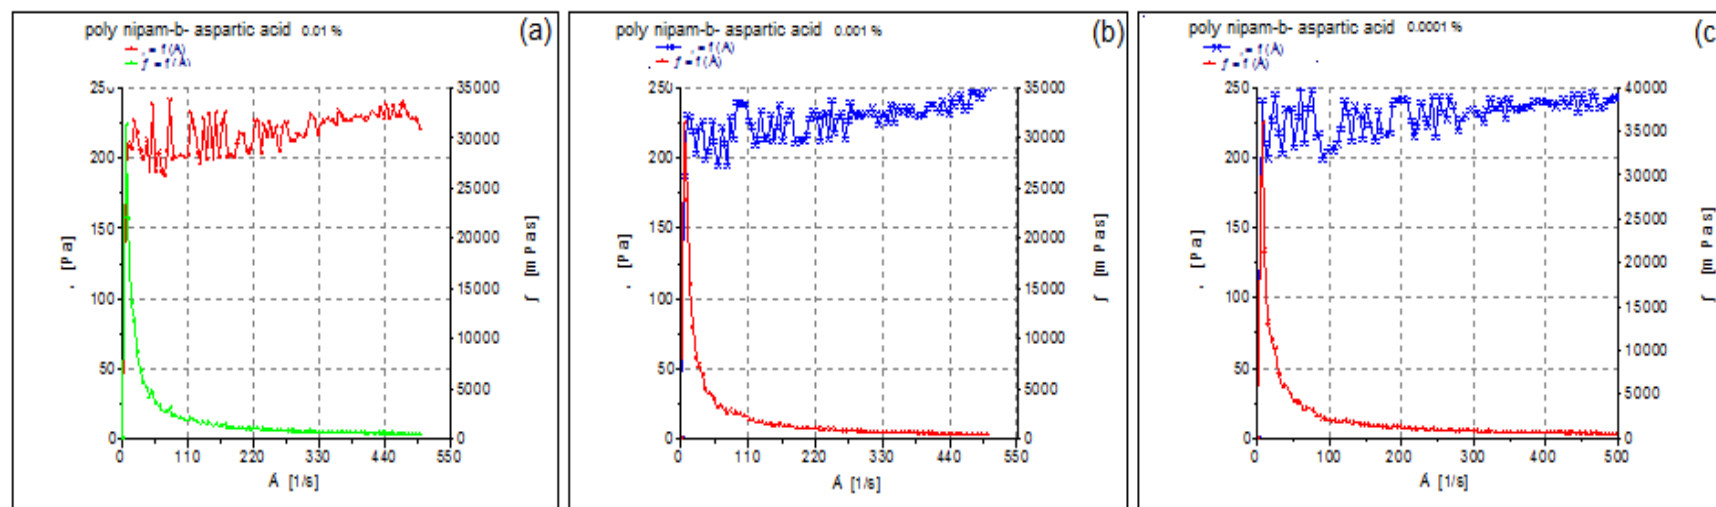 poly nipam-b- aspartic acid 0.01 %
(a)
, = f (Á)
ƒ = f (Á)
250
200
150
100
50
0
, [Pa]
35000
30000
25000
20000
15000
10000
5000
0
ƒ [mPas]
0 110 220 330 440 550
Á [1/s]
poly nipam-b- aspartic acid 0.001 %
(b)
, = f (Á)
ƒ = f (Á)
250
200
150
100
50
0
, [Pa]
35000
30000
25000
20000
15000
10000
5000
0
ƒ [mPas]
0 110 220 330 440 550
Á [1/s]
poly nipam-b- aspartic acid 0.0001 %
(c
, = f (Á)
ƒ = f (Á)
250
200
150
100
50
0
, [Pa]
40000
35000
30000
25000
20000
15000
10000
5000
0
ƒ [mPas]
0 100 200 300 400 500
Á [1/s]